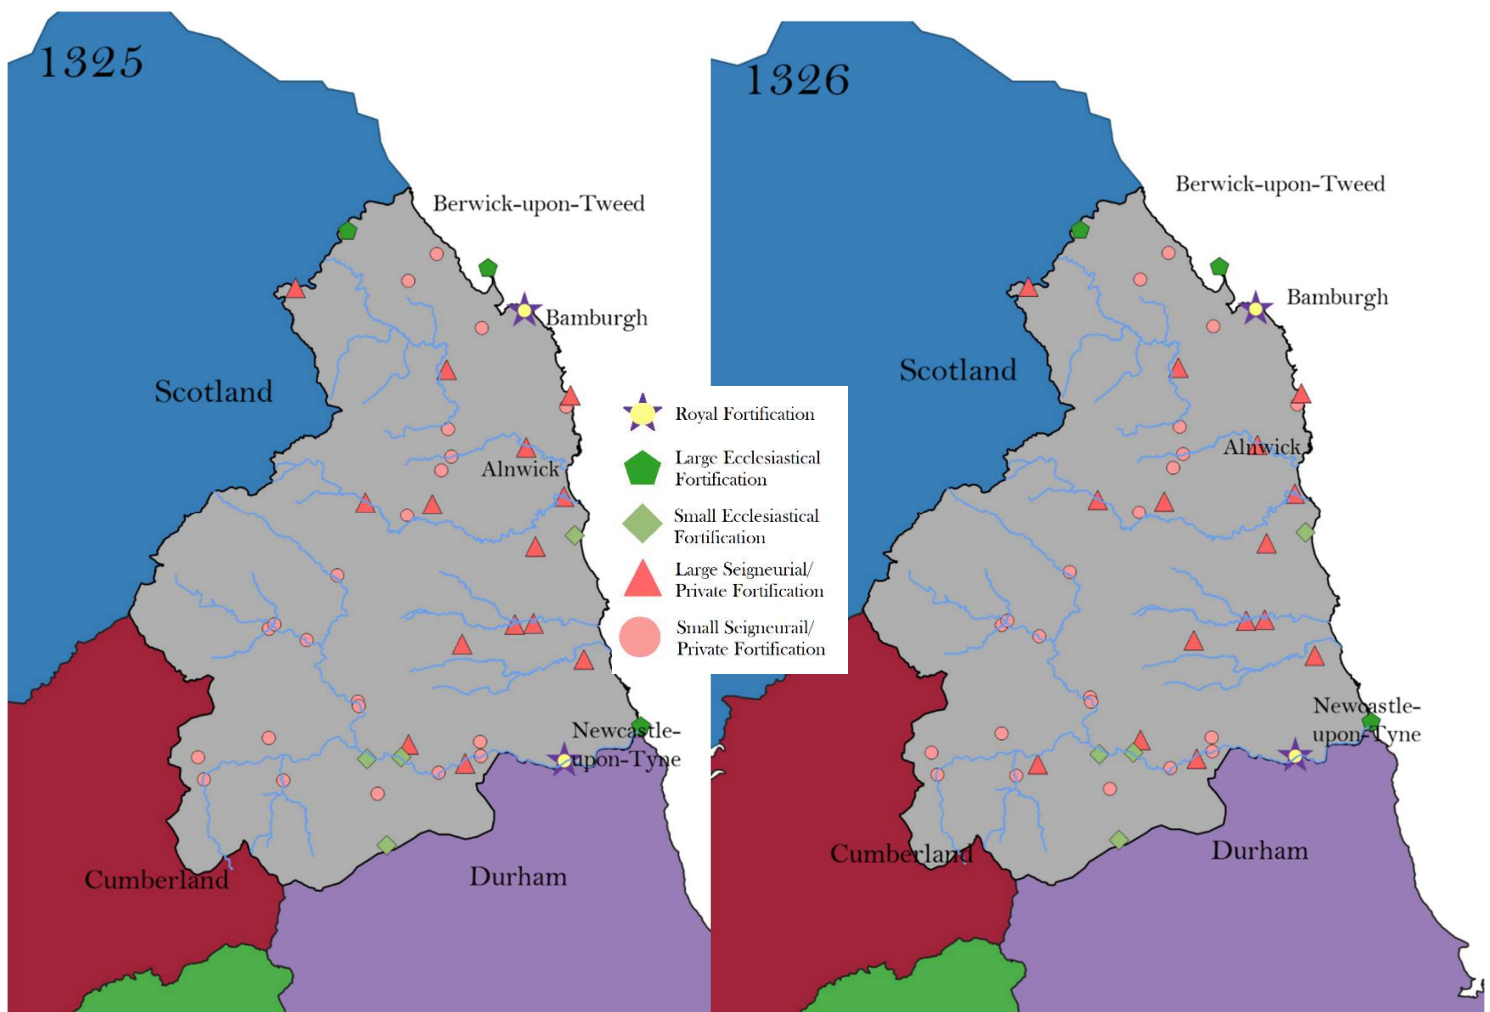 1325
Berwick-upon-Tweed
Bamburgh
Scotland
Alnwick
Newcastle-
upon-Tyne
Cumberland
Durham
Royal Fortification
Large Ecclesiastical
Fortification
Small Ecclesiastical
Fortification
Large Seigneurial/
Private Fortification
Small Seigneurail/
Private Fortification
1326
Berwick-upon-Tweed
Bamburgh
Scotland
Alnwick
Newcastle-
upon-Tyne
Cumberland
Durham